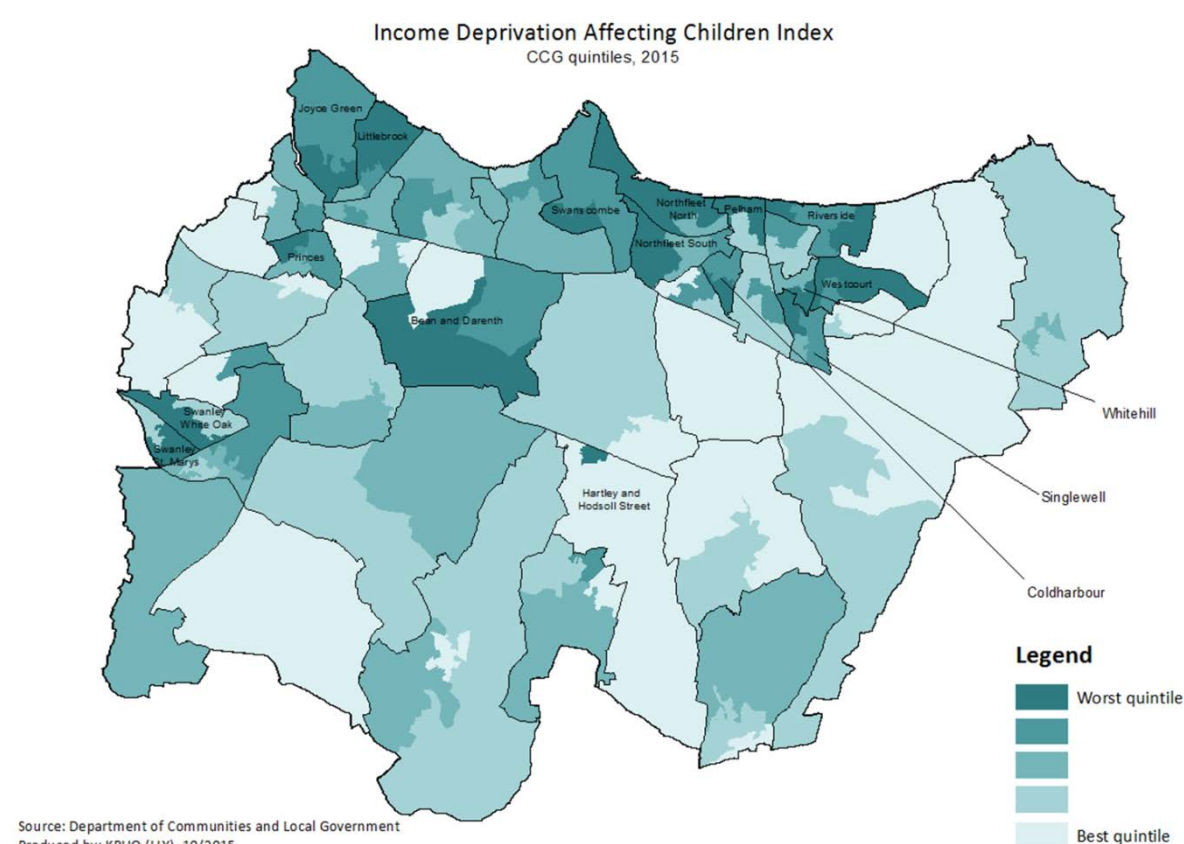 Income Deprivation Affecting Children Index
CCG quintiles, 2015
Joyce Green
Littlebrook
Swanscombe
Northfleet
North
Pelham
Riverside
Northfleet South
Princes
Westcourt
Bean and Darenth
Swanley
White Oak
Swanley
St. Marys
Whitehill
Hartley and
Hodsoll Street
Singlewell
Coldharbour
Legend
Worst quintile
Best quintile
Source: Department of Communities and Local Government